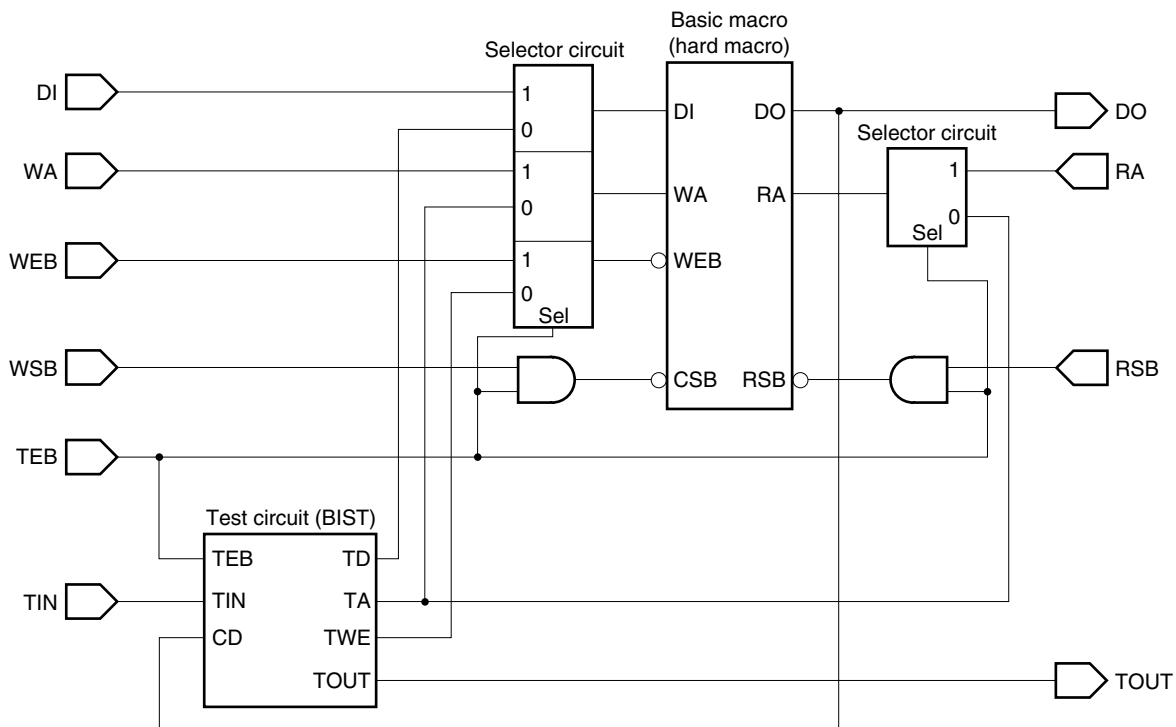 Basic macro
(hard macro)
Selector circuit
DI
1
DI
DO
DO
0
Selector circuit
WA
1
1
RA
WA
RA
0
0
Sel
WEB
1
WEB
0
Sel
WSB
CSB
RSB
RSB
TEB
Test circuit (BIST)
TEB
TD
TIN
TIN
TA
CD
TWE
TOUT
TOUT